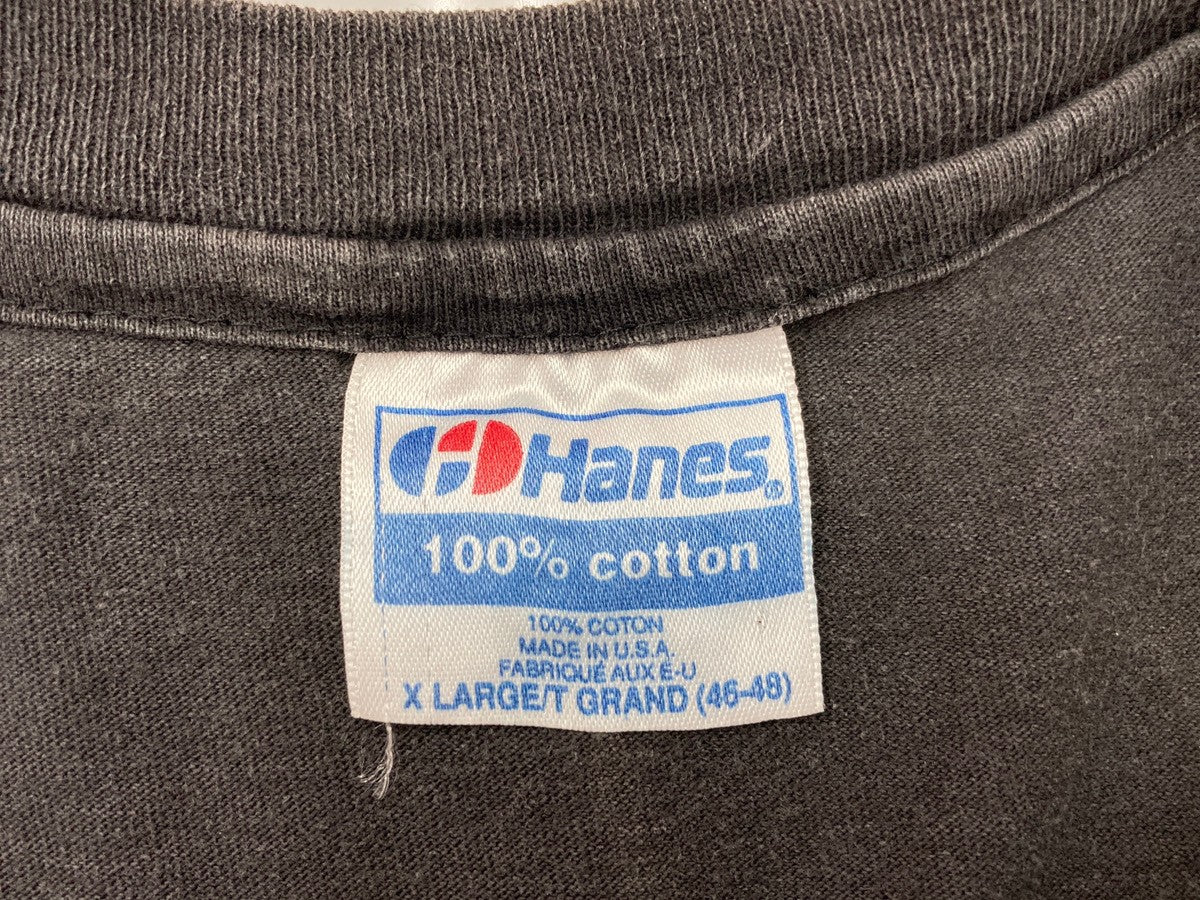 Hanes®
100% cotton
100% COTON
MADE IN U.S.A.
FABRIQUÉ AUX É-U
X LARGE/T GRAND (46-48)